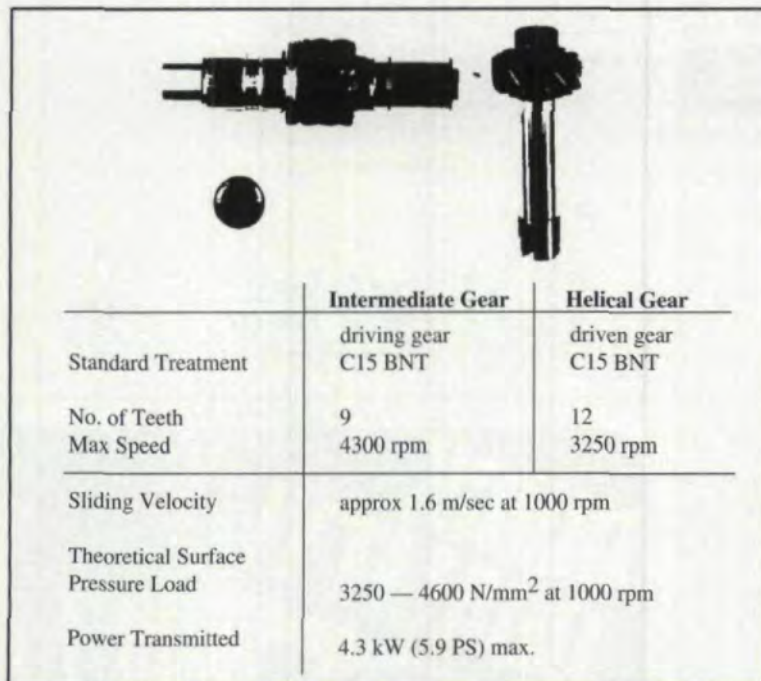 Intermediate Gear Helical Gear
driving gear driven gear
Standard Treatment C15 BNT C15 BNT
No. of Teeth 9 12
Max Speed 4300 rpm 3250 rpm
Sliding Velocity approx 1.6 m/sec at 1000 rpm
Theoretical Surface
Pressure Load 3250 — 4600 N/mm2 at 1000 rpm
Power Transmitted 4.3 kW (5.9 PS) max.